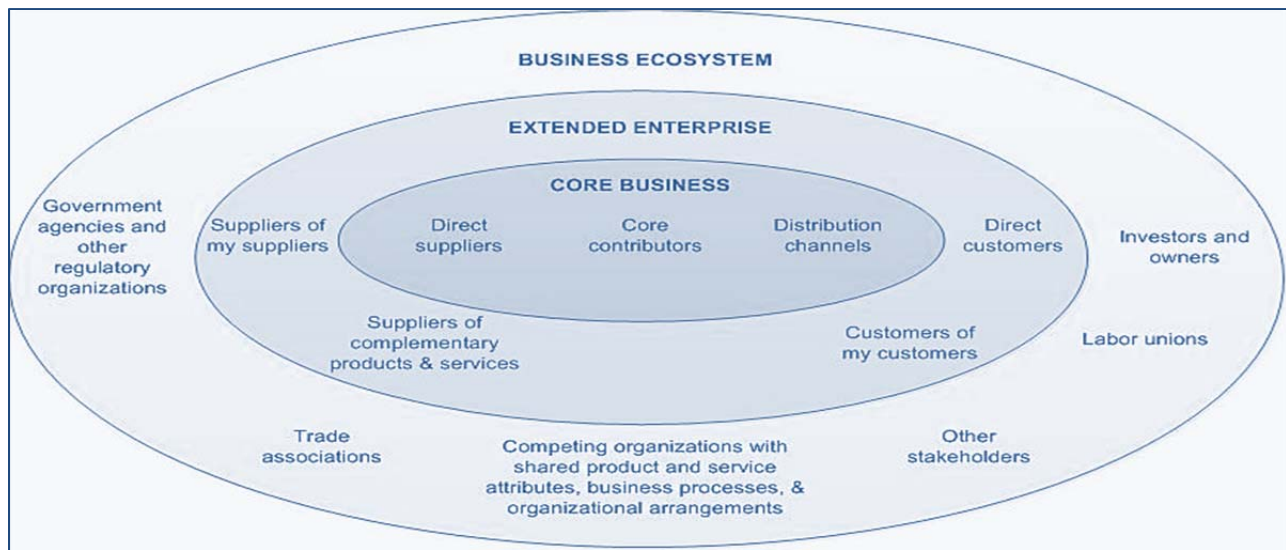 BUSINESS ECOSYSTEM
EXTENDED ENTERPRISE
CORE BUSINESS
Government
agencies and
other
regulatory
organizations
Suppliers of
my suppliers
Direct
suppliers
Core
contributors
Distribution
channels
Direct
customers
Investors and
owners
Suppliers of
complementary
products & services
Customers of
my customers
Labor unions
Trade
associations
Competing organizations with
shared product and service
attributes, business processes, &
organizational arrangements
Other
stakeholders